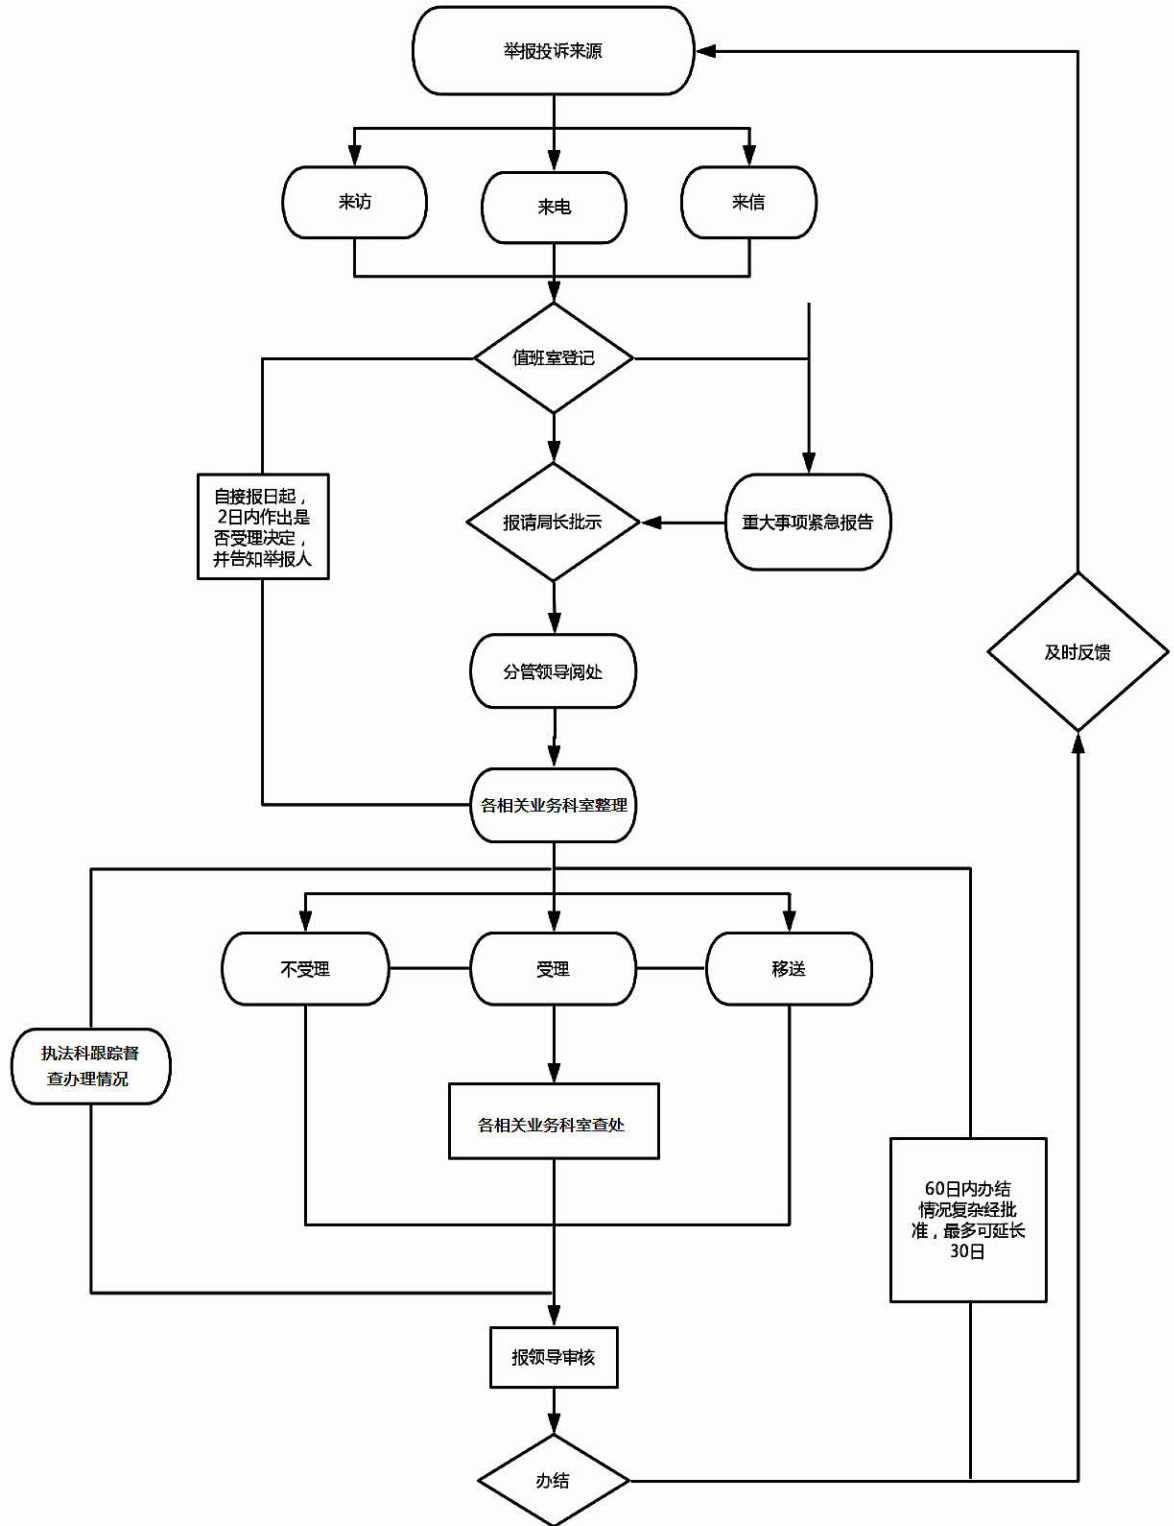 举报投诉来源
来访
来电
来信
值班室登记
自接报日起，
2日内作出是
否受理决定，
并告知举报人
报请局长批示
重大事项紧急报告
分管领导阅处
及时反馈
各相关业务科室整理
不受理
受理
移送
执法科跟踪督
查办理情况
各相关业务科室查处
60日内办结
情况复杂经批
准，最多可延长
30日
报领导审核
办结